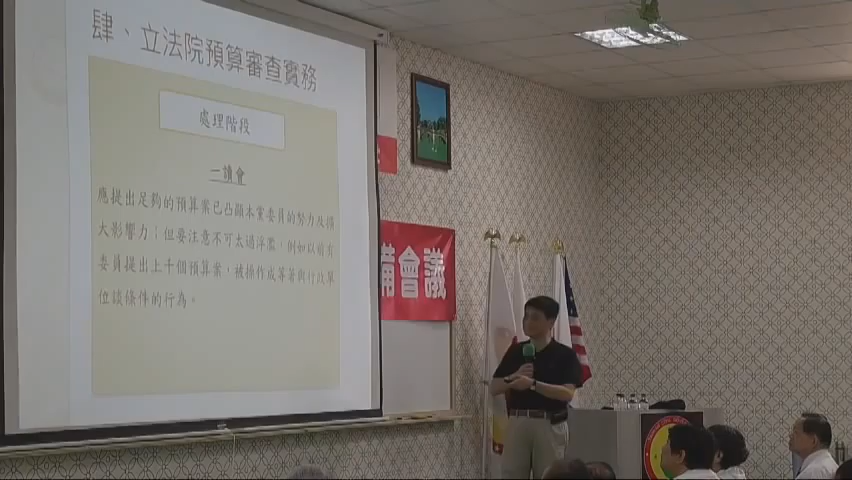 肆、立法院預算審查實務
處理階段
一讀會
應提出足夠的預算案已凸顯本黨委員的努力及擴
大影響力;但要注意不可太過浮濫,例如以前有
委員提出上千個預算案,被操作成等著與行政單
位談條件的行為。
備會議